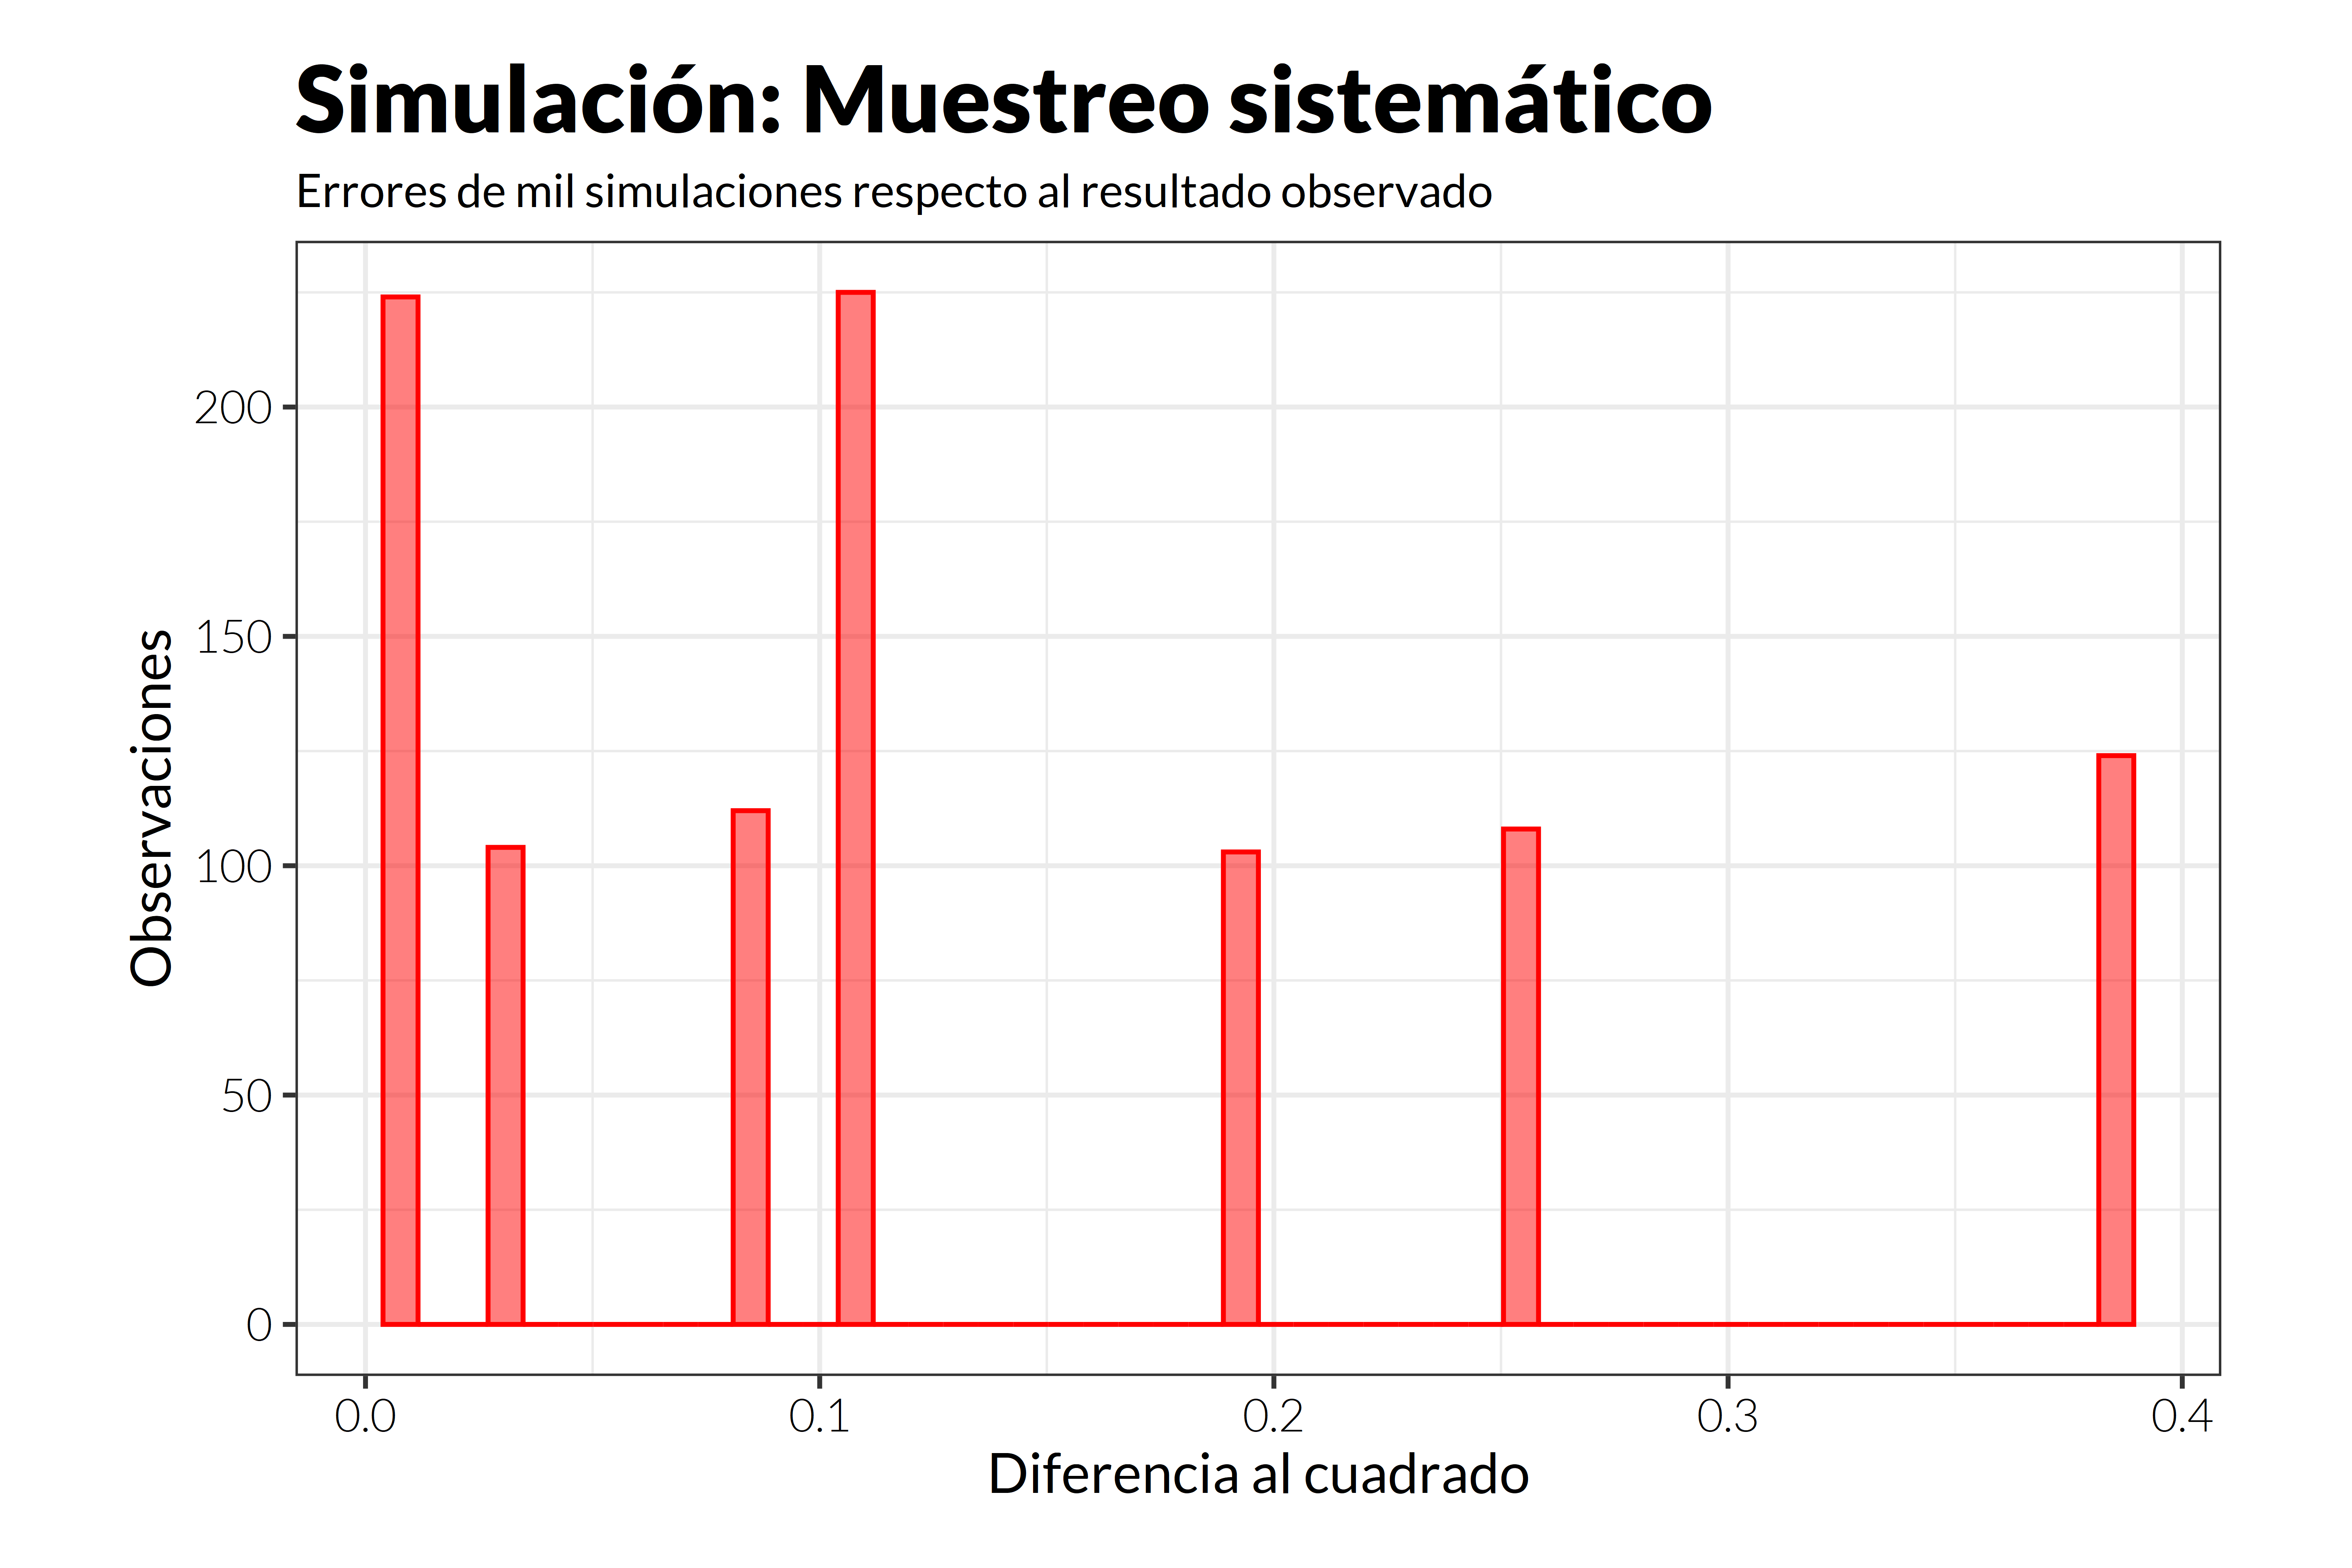 Simulación: Muestreo sistemático
Errores de mil simulaciones respecto al resultado observado
Observaciones
200
150
100
50
0
0.0 0.1 0.2 0.3 0.4
Diferencia al cuadrado